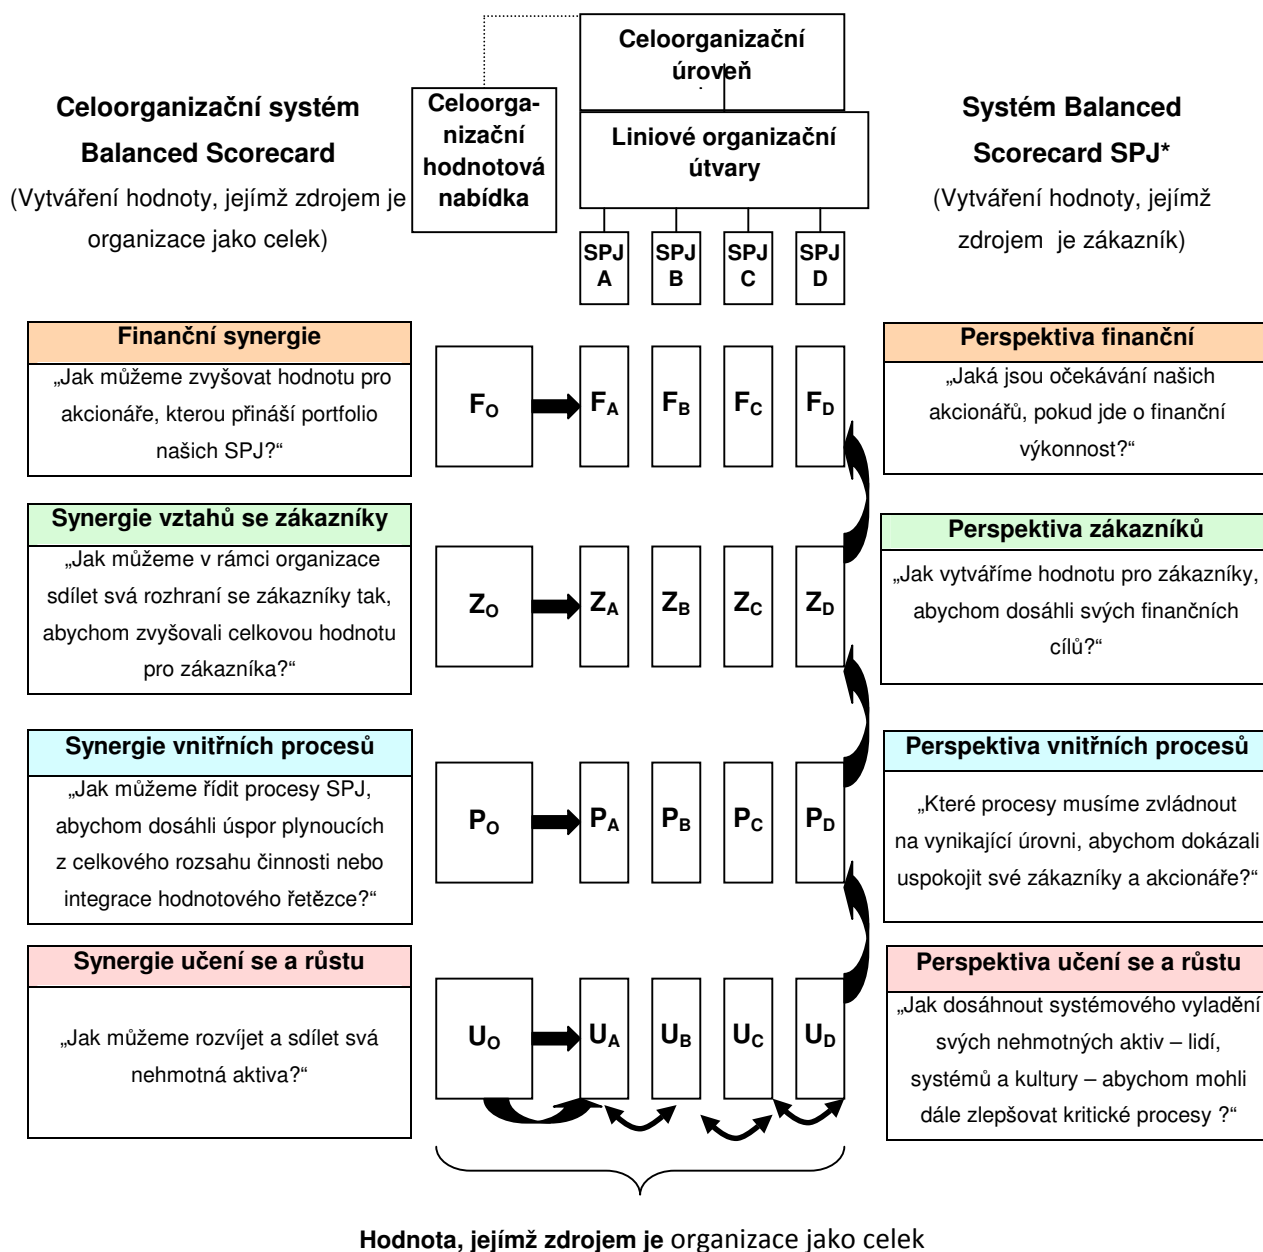 Celoorganizační
úroveň
Celoorga-
nizační
hodnotová
nabídka
Liniové organizační
útvary
Celoorganizační systém
Balanced Scorecard
(Vytváření hodnoty, jejímž zdrojem je
organizace jako celek)
Systém Balanced
Scorecard SPJ*
(Vytváření hodnoty, jejímž
zdrojem je zákazník)
SPJ
A
SPJ
B
SPJ
C
SPJ
D
Finanční synergie
„Jak můžeme zvyšovat hodnotu pro
akcionáře, kterou přináší portfolio
našich SPJ?“
FO FA FB FC FD
Perspektiva finanční
„Jaká jsou očekávání našich
akcionářů, pokud jde o finanční
výkonnost?“
Synergie vztahů se zákazníky
„Jak můžeme v rámci organizace
sdílet svá rozhraní se zákazníky tak,
abychom zvyšovali celkovou hodnotu
pro zákazníka?“
ZO ZA ZB ZC ZD
Perspektiva zákazníků
„Jak vytváříme hodnotu pro zákazníky,
abychom dosáhli svých finančních
cílů?“
Synergie vnitřních procesů
„Jak můžeme řídit procesy SPJ,
abychom dosáhli úspor plynoucích
z celkového rozsahu činnosti nebo
integrace hodnotového řetězce?“
PO PA PB PC PD
Perspektiva vnitřních procesů
„Které procesy musíme zvládnout
na vynikající úrovni, abychom dokázali
uspokojit své zákazníky a akcionáře?“
Synergie učení se a růstu
„Jak můžeme rozvíjet a sdílet svá
nehmotná aktiva?“
UO UA UB UC UD
Perspektiva učení se a růstu
„Jak dosáhnout systémového vyladění
svých nehmotných aktiv – lidí,
systémů a kultury – abychom mohli
dále zlepšovat kritické procesy ?“
Hodnota, jejímž zdrojem je organizace jako celek